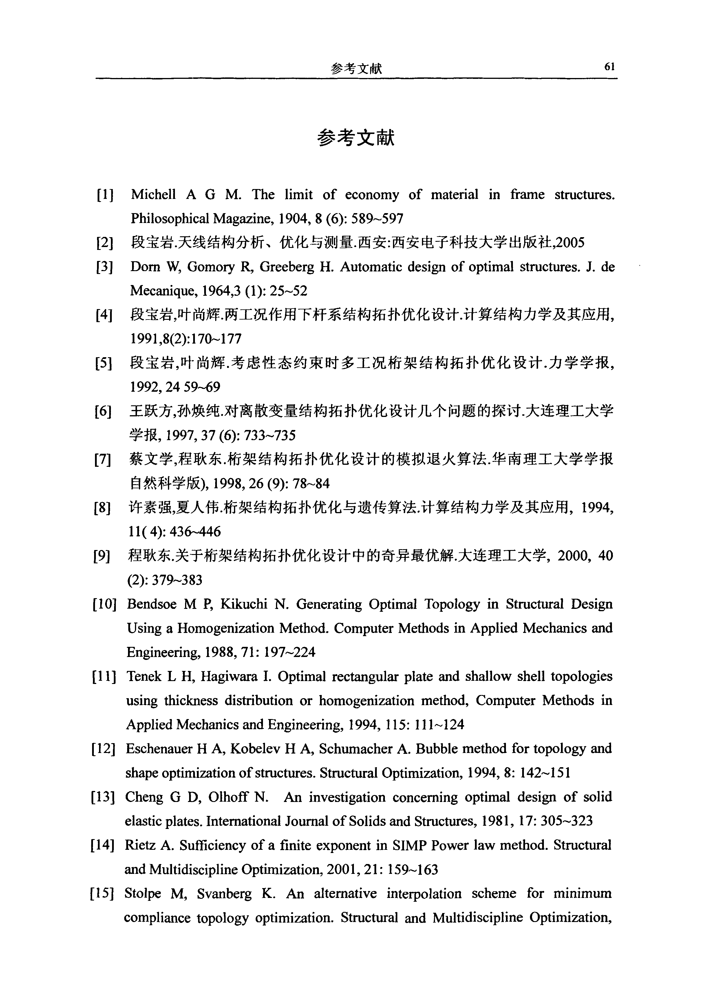 参考文献 61
参考文献
[1] Michell A G M. The limit of economy of material in frame structures.
Philosophical Magazine, 1904, 8 (6): 589~597
[2] 段宝岩.天线结构分析、优化与测量.西安:西安电子科技大学出版社,2005
[3] Dorn W, Gomory R, Greeberg H. Automatic design of optimal structures. J. de
Mecanique, 1964,3 (1): 25~52
[4] 段宝岩,叶尚辉.两工况作用下杆系结构拓扑优化设计.计算结构力学及其应用,
1991,8(2):170~177
[5] 段宝岩,叶尚辉.考虑性态约束时多工况桁架结构拓扑优化设计.力学学报,
1992, 24 59~69
[6] 王跃方,孙焕纯.对离散变量结构拓扑优化设计几个问题的探讨.大连理工大学
学报, 1997, 37 (6): 733~735
[7] 蔡文学,程耿东.桁架结构拓扑优化设计的模拟退火算法.华南理工大学学报
自然科学版), 1998, 26 (9): 78~84
[8] 许素强,夏人伟.桁架结构拓扑优化与遗传算法.计算结构力学及其应用, 1994,
11( 4): 436~446
[9] 程耿东.关于桁架结构拓扑优化设计中的奇异最优解.大连理工大学, 2000, 40
(2): 379~383
[10] Bendsoe M P, Kikuchi N. Generating Optimal Topology in Structural Design
Using a Homogenization Method. Computer Methods in Applied Mechanics and
Engineering, 1988, 71: 197~224
[11] Tenek L H, Hagiwara I. Optimal rectangular plate and shallow shell topologies
using thickness distribution or homogenization method, Computer Methods in
Applied Mechanics and Engineering, 1994, 115: 111~124
[12] Eschenauer H A, Kobelev H A, Schumacher A. Bubble method for topology and
shape optimization of structures. Structural Optimization, 1994, 8: 142~151
[13] Cheng G D, Olhoff N. An investigation concerning optimal design of solid
elastic plates. International Journal of Solids and Structures, 1981, 17: 305~323
[14] Rietz A. Sufficiency of a finite exponent in SIMP Power law method. Structural
and Multidiscipline Optimization, 2001, 21: 159~163
[15] Stolpe M, Svanberg K. An alternative interpolation scheme for minimum
compliance topology optimization. Structural and Multidiscipline Optimization,